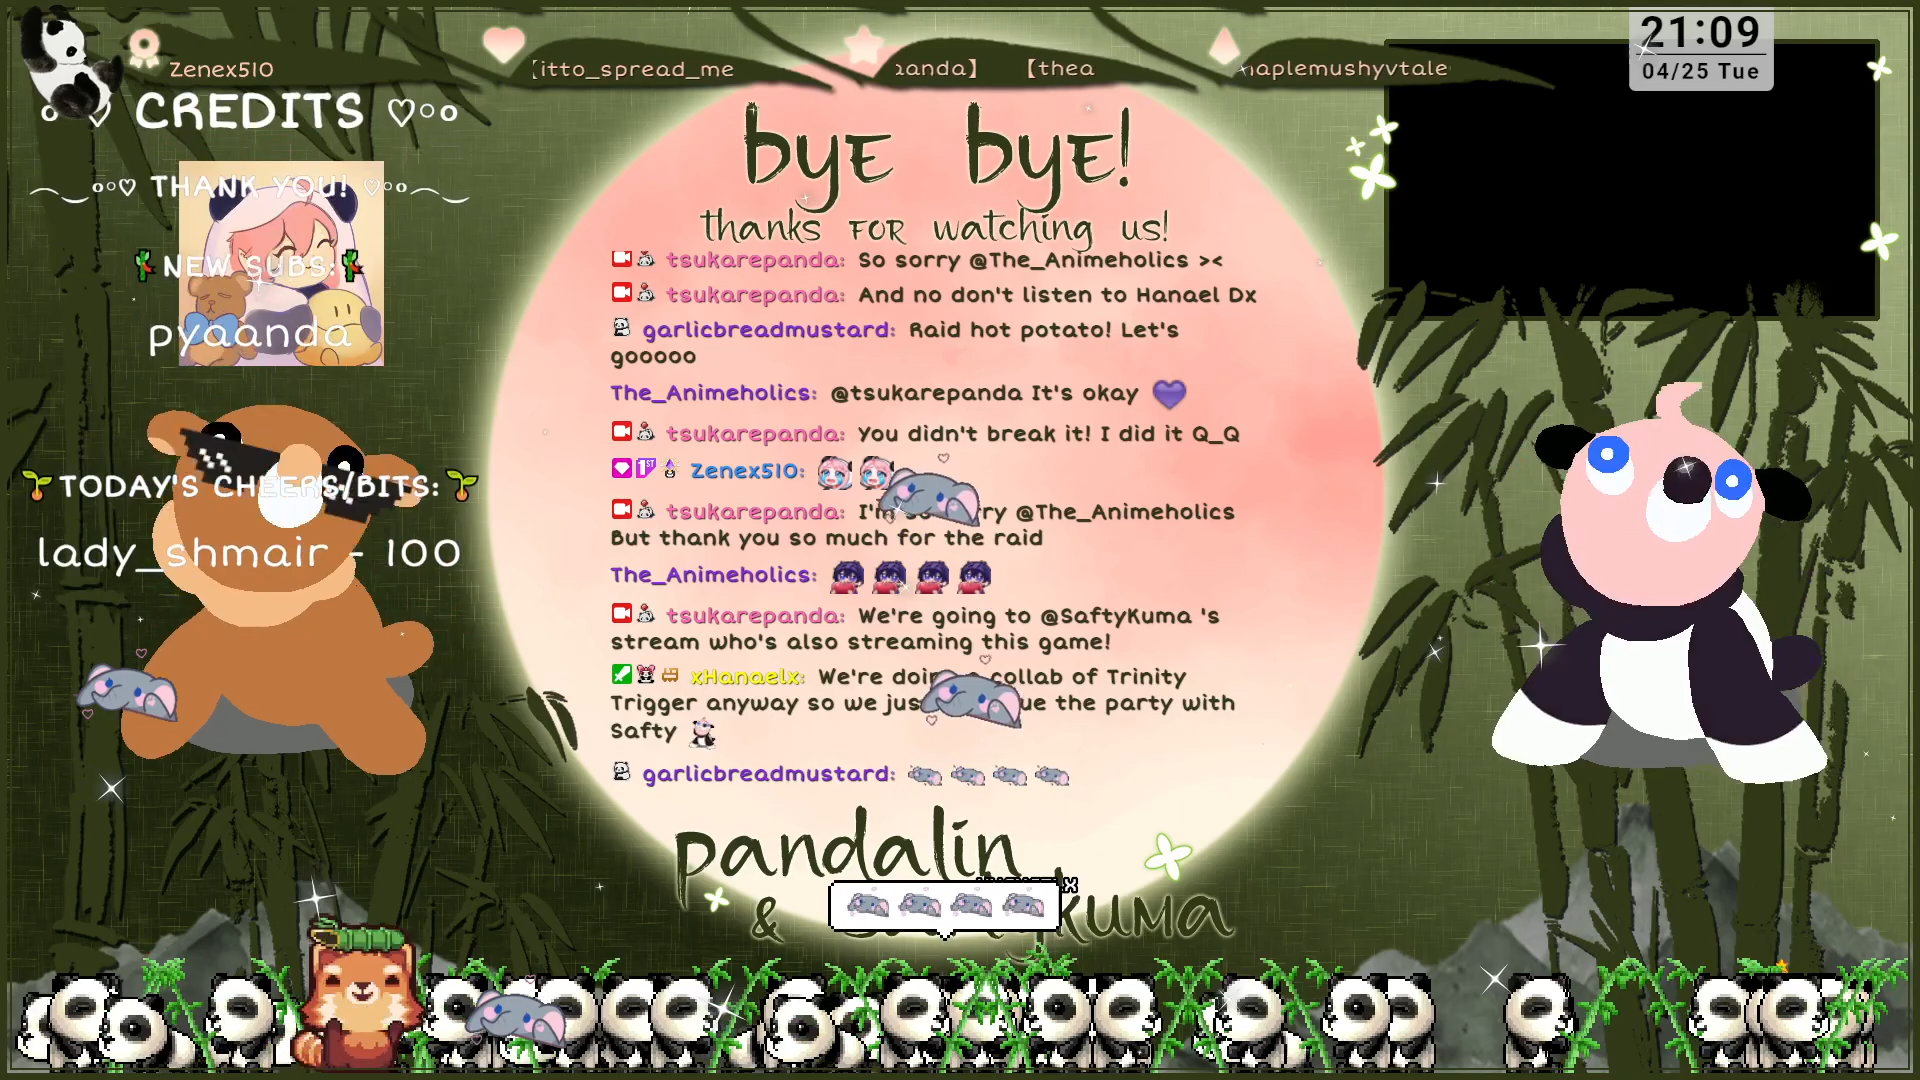 21:09
04/25 Tue
Zenex510
[itto_spread_me
aanda】 【thea
aplemushyvtale
CREDITS
THANK YOU!
NEW SUBS:
pyaanda
TODAY'S CHEERS/BITS:
lady_shmair - 100
bye bye!
thanks for watching us!
tsukarepanda: So sorry @The_Animeholics ><
tsukarepanda: And no don't listen to Hanael Dx
garlicbreadmustard: Raid hot potato! Let's
gooooo
The_Animeholics: @tsukarepanda It's okay
tsukarepanda: You didn't break it! I did it Q_Q
1ST Zenex510:
tsukarepanda: I'm so ry @The_Animeholics
But thank you so much for the raid
The_Animeholics:
tsukarepanda: We're going to @SaftyKuma 's
stream who's also streaming this game!
xHanaelx: We're doin collab of Trinity
Trigger anyway so we jus ue the party with
Safty
garlicbreadmustard:
pandalin
& kuma